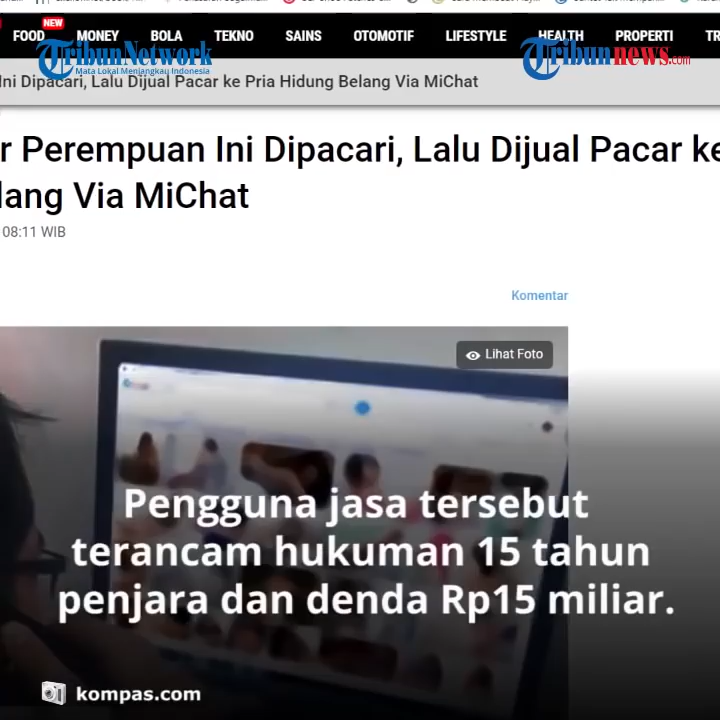 NEW
FOOD MONEY BOLA TEKNO SAINS OTOMOTIF LIFESTYLE HEALTH PROPERTI TR
TribunNetwork
Mata Lokal Menjangkau Indonesia
Tribunnews.com
Ini Dipacari, Lalu Dijual Pacar ke Pria Hidung Belang Via MiChat
r Perempuan Ini Dipacari, Lalu Dijual Pacar ke
lang Via MiChat
08:11 WIB
Komentar
Lihat Foto
Pengguna jasa tersebut
terancam hukuman 15 tahun
penjara dan denda Rp15 miliar.
kompas.com